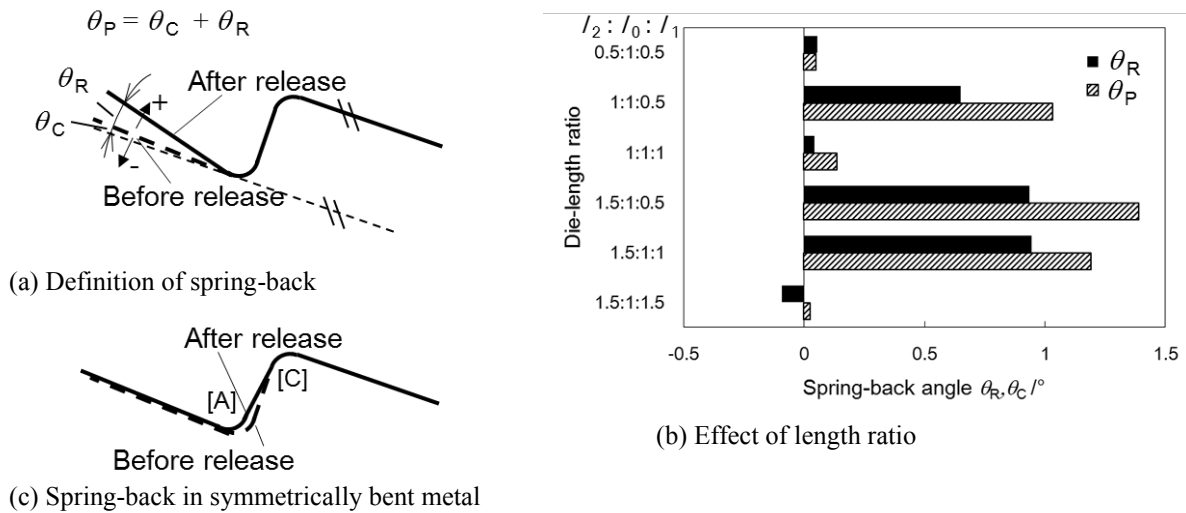 θP = θC + θR
After release
θR
+
θC
-
Before release
(a) Definition of spring-back
After release
[C]
[A]
Before release
(c) Spring-back in symmetrically bent metal
l2 : l0 : l1
0.5:1:0.5
1:1:0.5
1:1:1
1.5:1:0.5
1.5:1:1
1.5:1:1.5
Die-length ratio
θR
θP
-0.5 0 0.5 1 1.5
Spring-back angle θR,θC /°
(b) Effect of length ratio